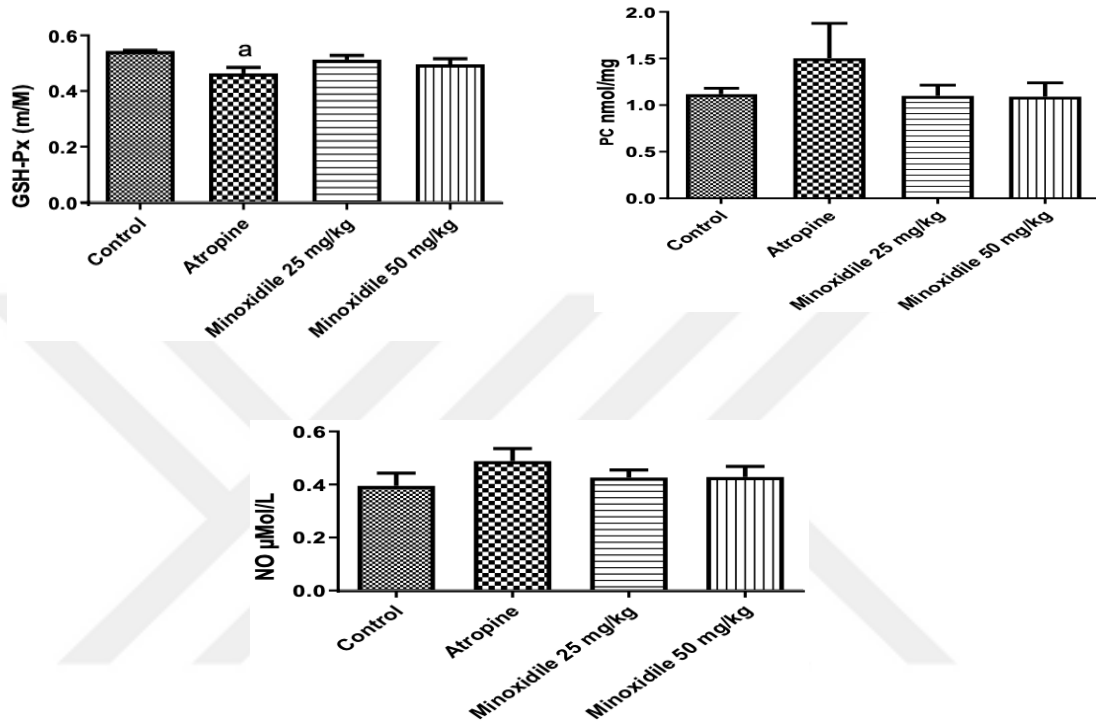 GSH-Px (m/M)
0.6
0.4
0.2
0.0
a
Control
Atropine
Minoxidile 25 mg/kg
Minoxidile 50 mg/kg
PC nmol/mg
2.0
1.5
1.0
0.5
0.0
Control
Atropine
Minoxidile 25 mg/kg
Minoxidile 50 mg/kg
NO µMol/L
0.6
0.4
0.2
0.0
Control
Atropine
Minoxidile 25 mg/kg
Minoxidile 50 mg/kg